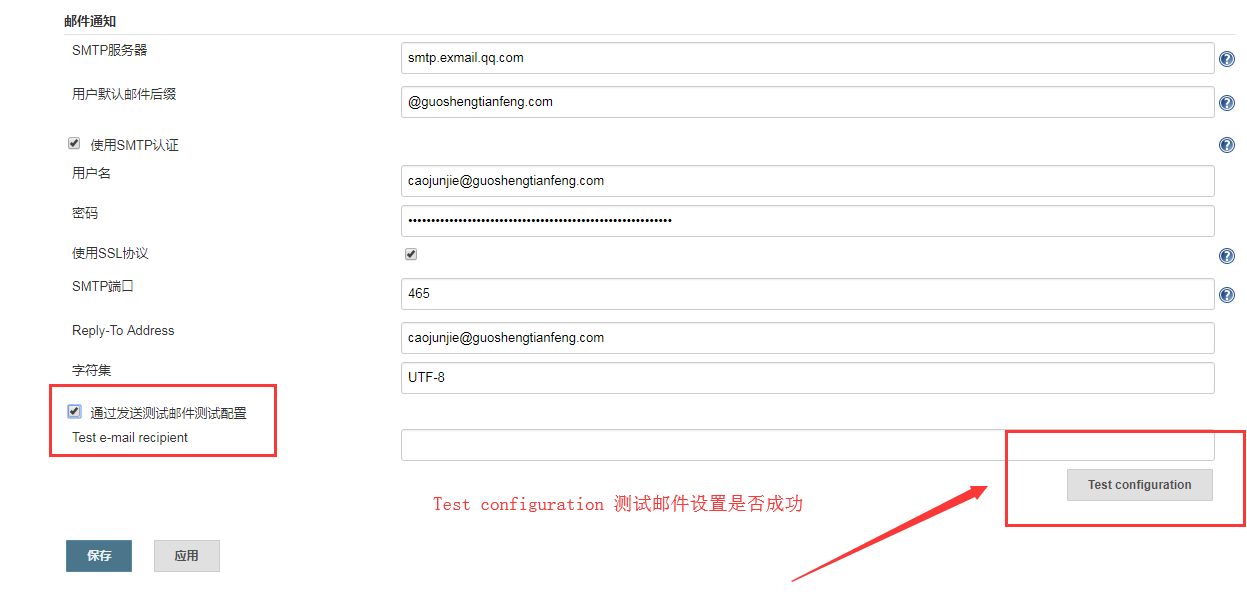 邮件通知
SMTP服务器
smtp.exmail.qq.com
用户默认邮件后缀
@guoshengtianfeng.com
使用SMTP认证
用户名
caojunjie@guoshengtianfeng.com
密码
••••••••••••••••••••••••••••••••••••••••••••••••••••••••••
使用SSL协议
SMTP端口
465
Reply-To Address
caojunjie@guoshengtianfeng.com
字符集
UTF-8
通过发送测试邮件测试配置
Test e-mail recipient
Test configuration
Test configuration 测试邮件设置是否成功
保存
应用